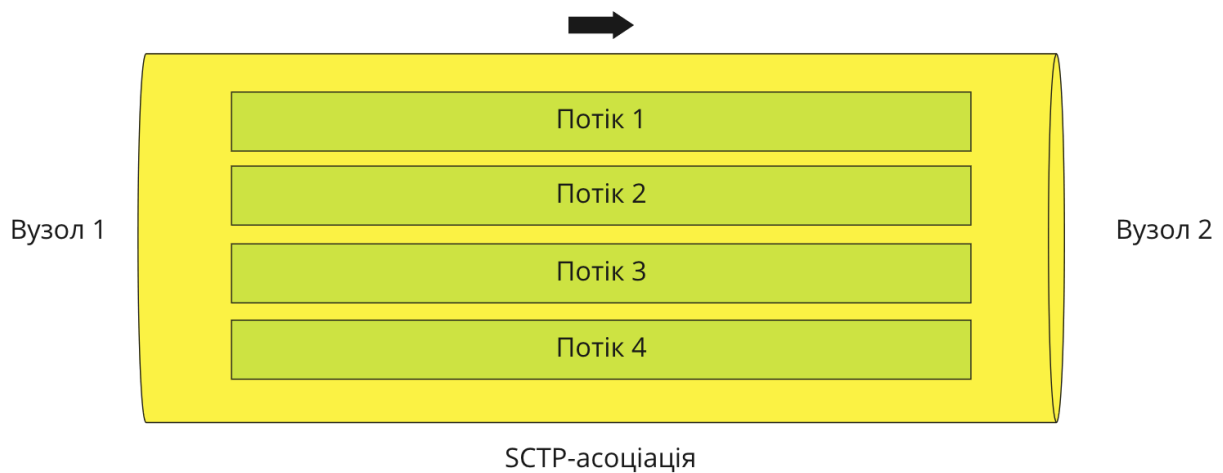 Потік 1
Потік 2
Вузол 1
Вузол 2
Потік 3
Потік 4
SCTP-асоціація